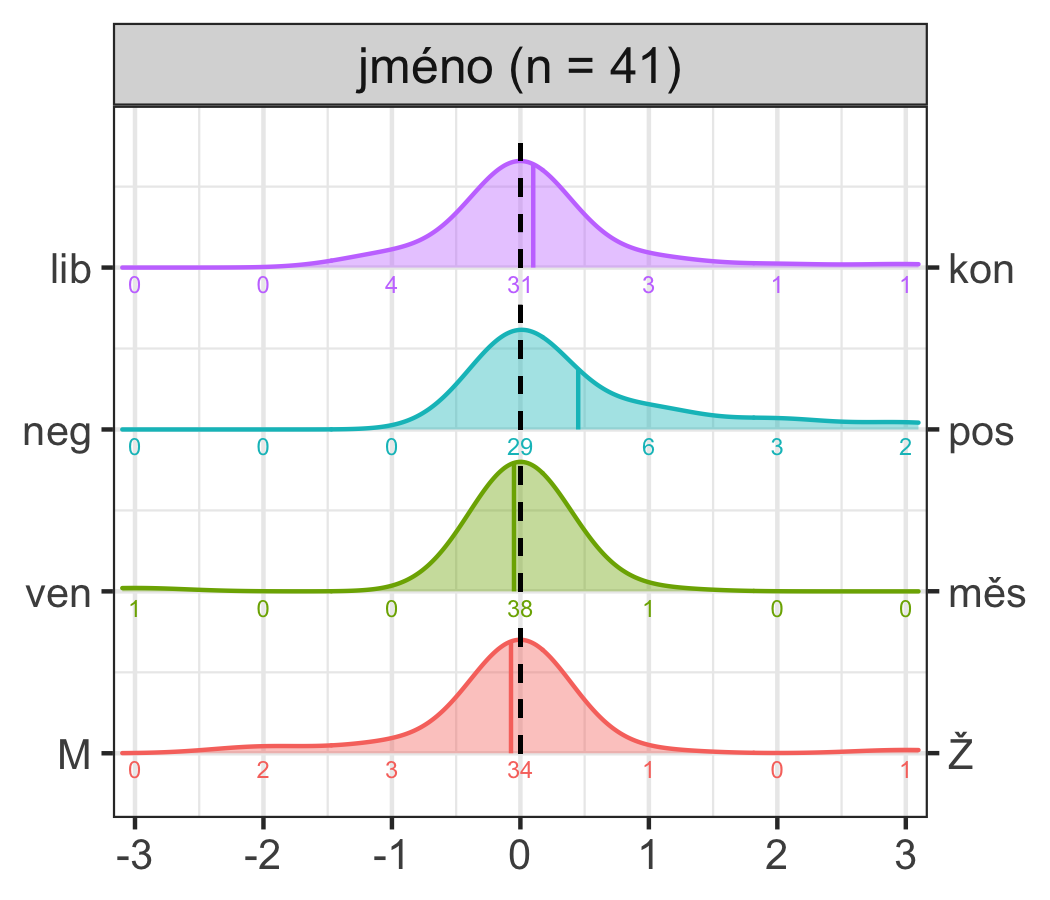 jméno (n = 41)
lib kon
0 0 4 31 3 1 1
neg pos
0 0 0 29 6 3 2
ven měs
1 0 0 38 1 0 0
M Ž
0 2 3 34 1 0 1
-3 -2 -1 0 1 2 3